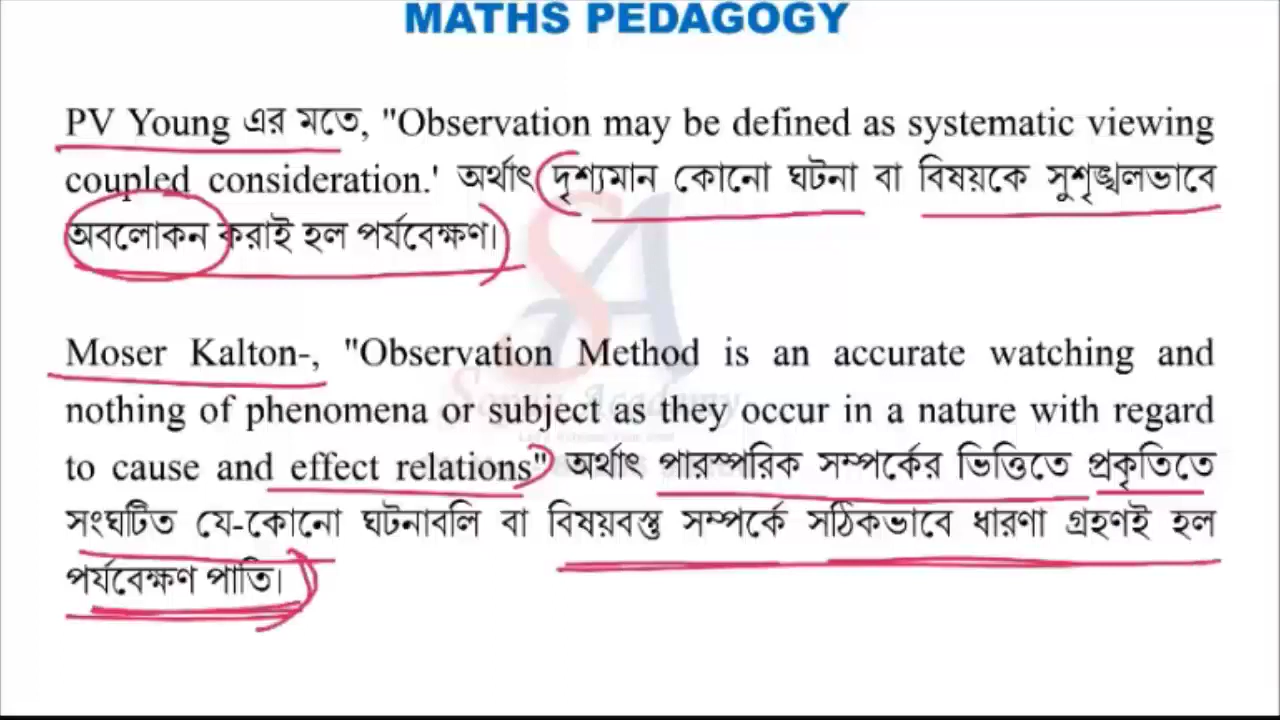 MATHS PEDAGOGY
PV Young এর মতে, "Observation may be defined as systematic viewing
coupled consideration.' অর্থাৎ দৃশ্যমান কোনো ঘটনা বা বিষয়কে সুশৃঙ্খলভাবে
অবলোকন করাই হল পর্যবেক্ষণ।
Moser Kalton-, "Observation Method is an accurate watching and
nothing of phenomena or subject as they occur in a nature with regard
to cause and effect relations" অর্থাৎ পারস্পরিক সম্পর্কের ভিত্তিতে প্রকৃতিতে
সংঘটিত যে-কোনো ঘটনাবলি বা বিষয়বস্তু সম্পর্কে সঠিকভাবে ধারণা গ্রহণই হল
পর্যবেক্ষণ পাতি।